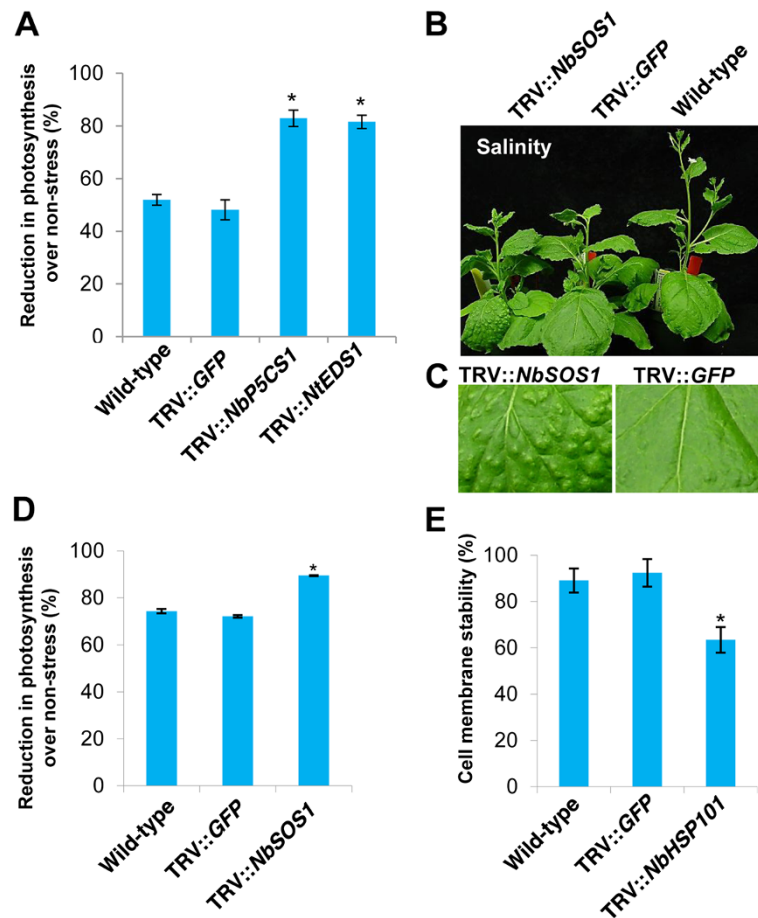 A
Reduction in photosynthesis
over non-stress (%)
100
80
60
40
20
0
*
*
Wild-type
TRV::GFP
TRV::NbP5CS1
TRV::NtEDS1
B
TRV::NbSOS1
TRV::GFP
Wild-type
Salinity
C
TRV::NbSOS1
TRV::GFP
D
Reduction in photosynthesis
over non-stress (%)
100
80
60
40
20
0
*
Wild-type
TRV::GFP
TRV::NbSOS1
E
Cell membrane stability (%)
100
80
60
40
20
0
*
Wild-type
TRV::GFP
TRV::NbHSP101